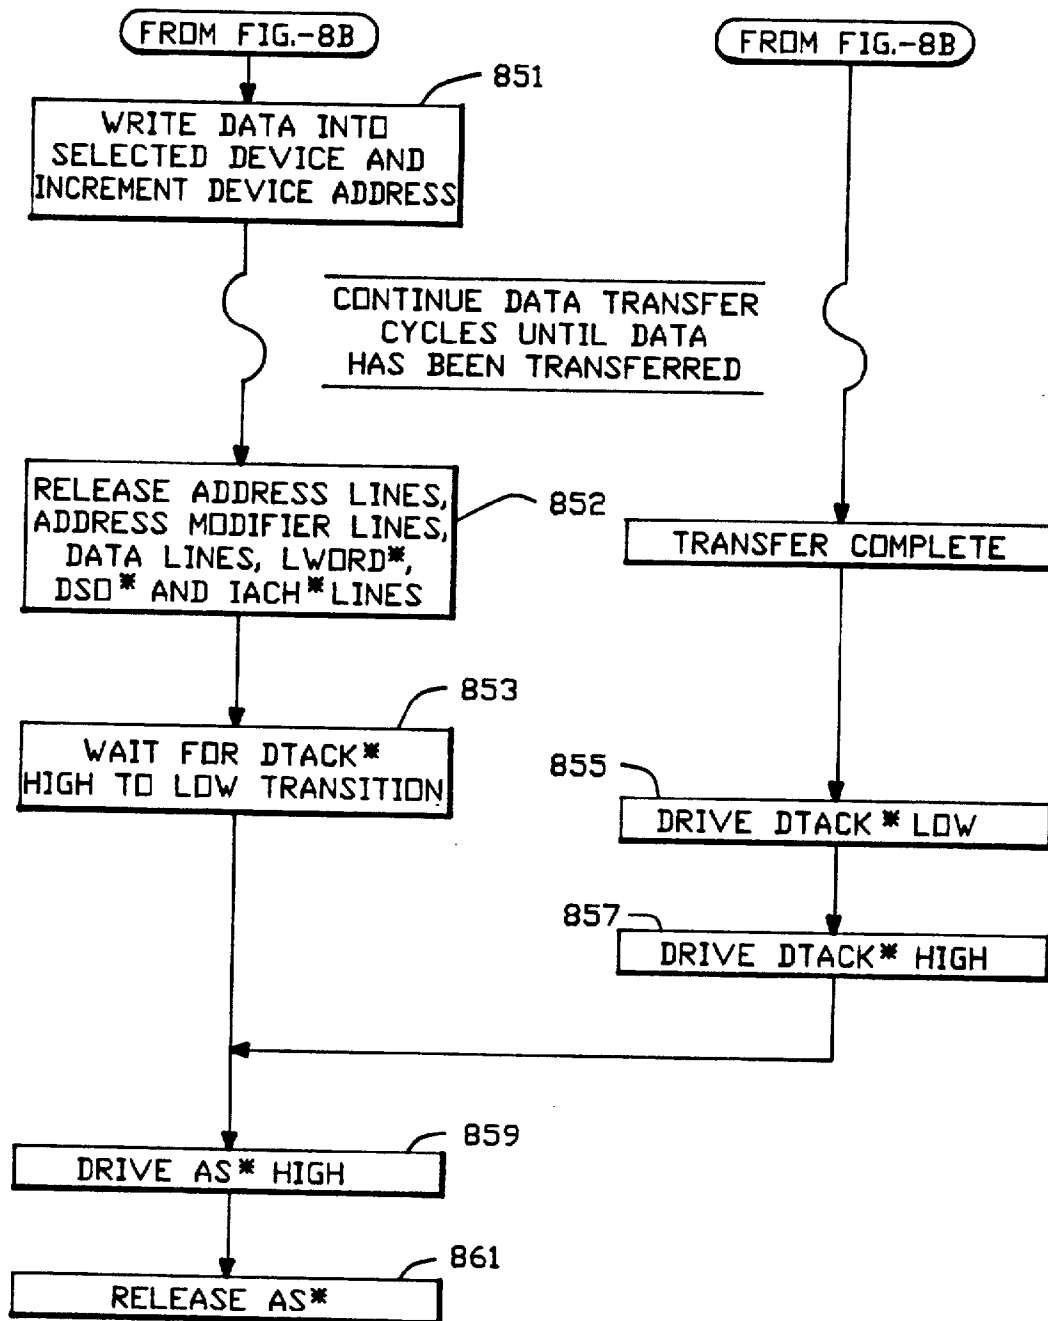 FROM FIG.-8B
FROM FIG.-8B
851
WRITE DATA INTO
SELECTED DEVICE AND
INCREMENT DEVICE ADDRESS
CONTINUE DATA TRANSFER
CYCLES UNTIL DATA
HAS BEEN TRANSFERRED
RELEASE ADDRESS LINES,
ADDRESS MODIFIER LINES,
DATA LINES, LWORD*,
DS0* AND IACH* LINES
852
TRANSFER COMPLETE
853
WAIT FOR DTACK*
HIGH TO LOW TRANSITION
855
DRIVE DTACK* LOW
857
DRIVE DTACK* HIGH
859
DRIVE AS* HIGH
861
RELEASE AS*